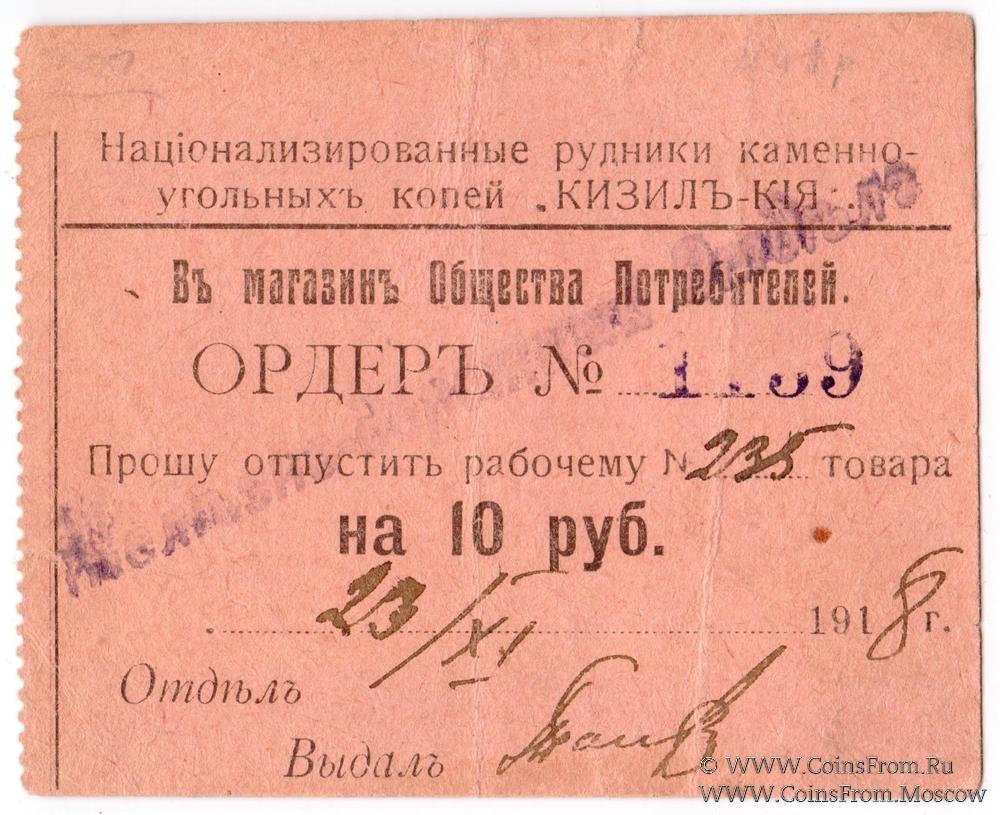 Націонализированные рудники каменно-
угольныхъ копей „КИЗИЛЪ-КІЯ“.
Въ магазинъ Общества Потребителей.
ОРДЕРЪ №
Прошу отпустить рабочему № 235 товара
на 10 руб.
23/XI 1918 г.
Отдѣлъ
Выдалъ
© WWW.CoinsFrom.Ru
WWW.CoinsFrom.Moscow